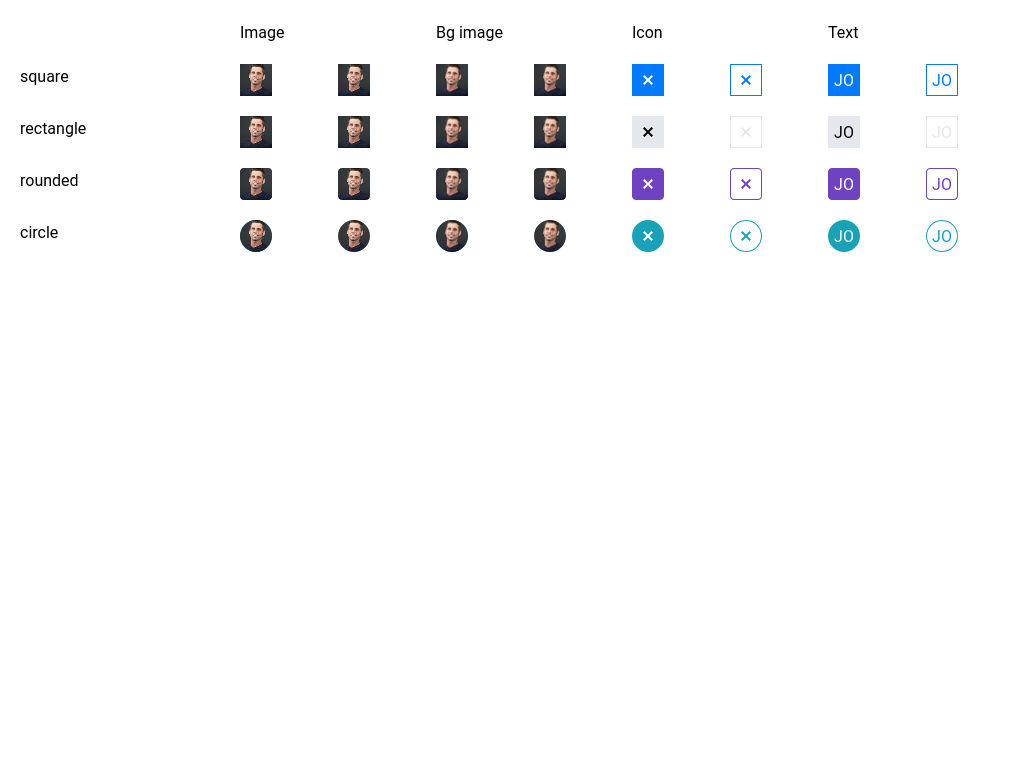 Image Bg image Icon Text
square JO JO
rectangle JO JO
rounded JO JO
circle JO JO